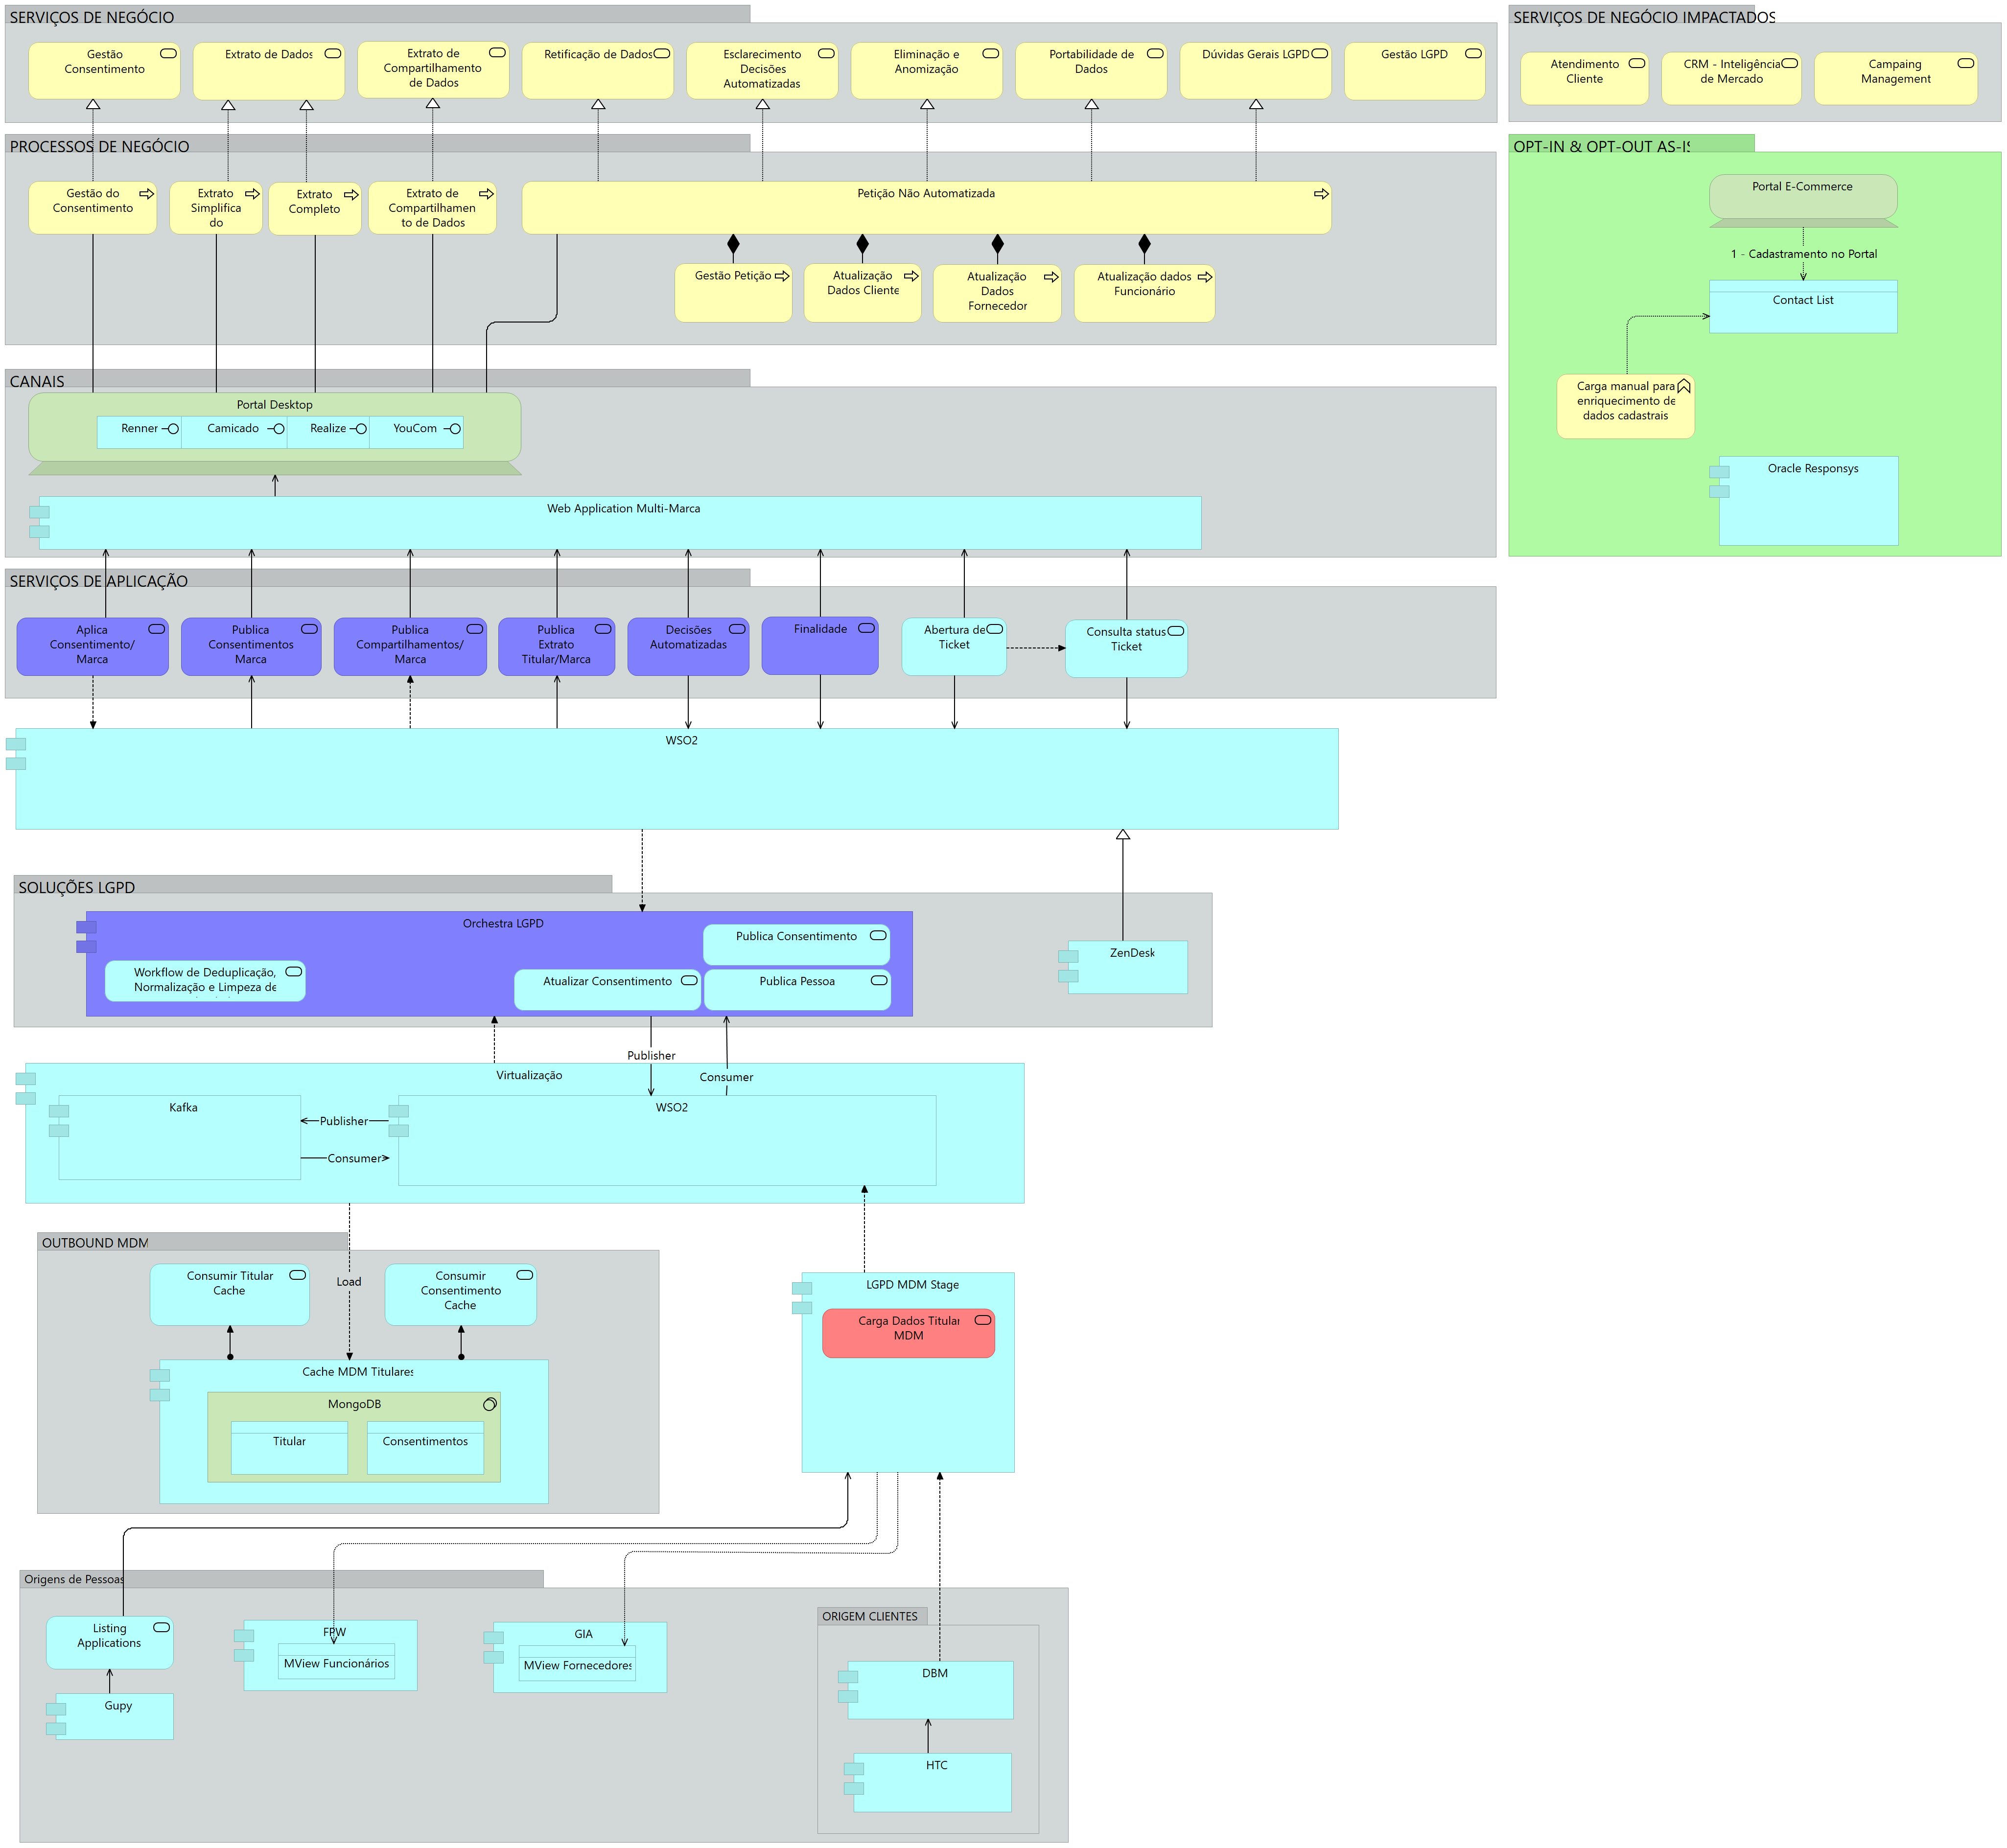 SERVIÇOS DE NEGÓCIO
Gestão
Consentimento
Extrato de Dados
Extrato de
Compartilhamento
de Dados
Retificação de Dados
Esclarecimento
Decisões
Automatizadas
Eliminação e
Anomização
Portabilidade de
Dados
Dúvidas Gerais LGPD
Gestão LGPD
SERVIÇOS DE NEGÓCIO IMPACTADOS
Atendimento
Cliente
CRM - Inteligência
de Mercado
Campaing
Management
PROCESSOS DE NEGÓCIO
Gestão do
Consentimento
Extrato
Simplifica
do
Extrato
Completo
Extrato de
Compartilhamen
to de Dados
Petição Não Automatizada
Gestão Petição
Atualização
Dados Cliente
Atualização
Dados
Fornecedor
Atualização dados
Funcionário
OPT-IN & OPT-OUT AS-IS
Portal E-Commerce
1 - Cadastramento no Portal
Contact List
Carga manual para
enriquecimento de
dados cadastrais
Oracle Responsys
CANAIS
Portal Desktop
Renner
Camicado
Realize
YouCom
Web Application Multi-Marca
SERVIÇOS DE APLICAÇÃO
Aplica
Consentimento/
Marca
Publica
Consentimentos
Marca
Publica
Compartilhamentos/
Marca
Publica
Extrato
Titular/Marca
Decisões
Automatizadas
Finalidade
Abertura de
Ticket
Consulta status
Ticket
WSO2
SOLUÇÕES LGPD
Orchestra LGPD
Publica Consentimento
Workflow de Deduplicação,
Normalização e Limpeza de
Atualizar Consentimento
Publica Pessoa
ZenDesk
Publisher
Consumer
Virtualização
Kafka
WSO2
Publisher
Consumer
OUTBOUND MDM
Consumir Titular
Cache
Load
Consumir
Consentimento
Cache
Cache MDM Titulares
MongoDB
Titular
Consentimentos
LGPD MDM Stage
Carga Dados Titular
MDM
Origens de Pessoas
Listing
Applications
Gupy
FPW
MView Funcionários
GIA
MView Fornecedores
ORIGEM CLIENTES
DBM
HTC